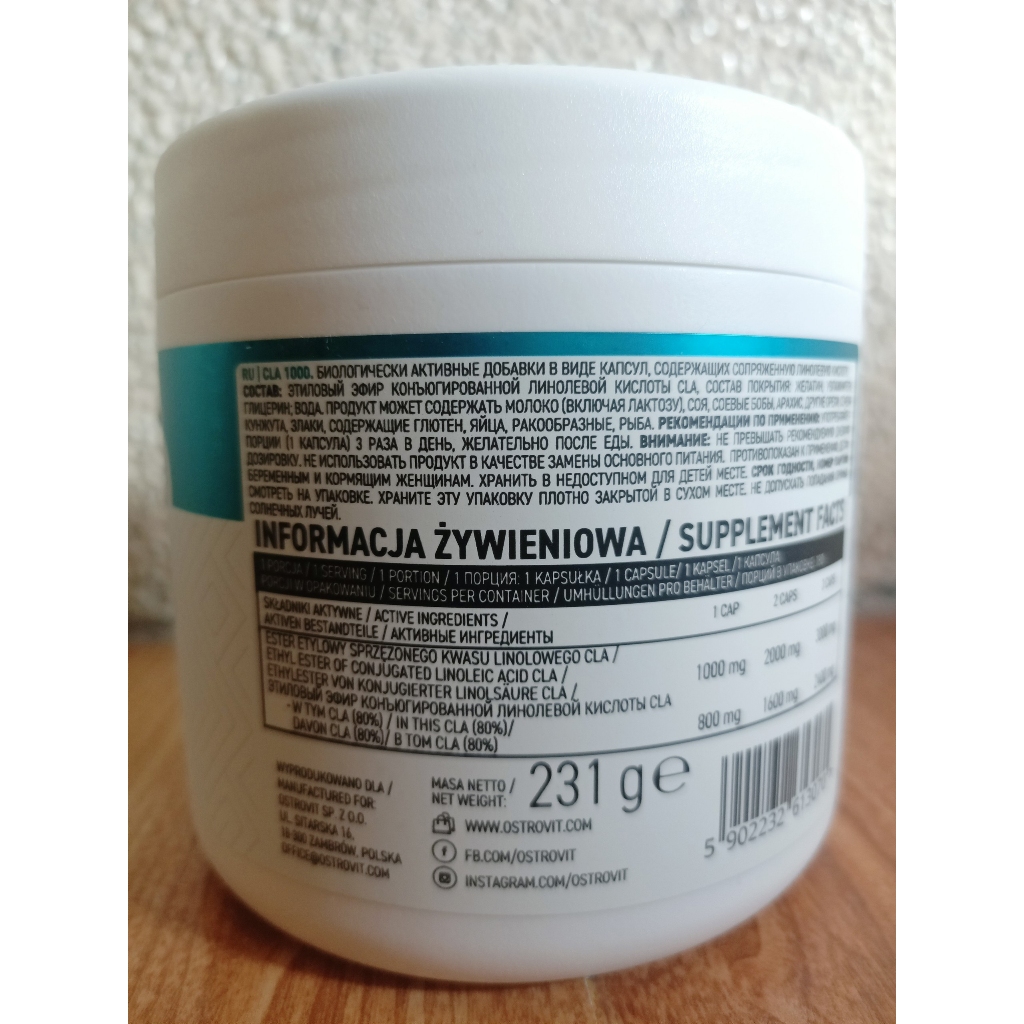 RU | CLA 1000. БИОЛОГИЧЕСКИ АКТИВНЫЕ ДОБАВКИ В ВИДЕ КАПСУЛ, СОДЕРЖАЩИХ СОПРЯЖЕННУЮ ЛИНОЛЕВУЮ КИСЛОТУ
СОСТАВ: ЭТИЛОВЫЙ ЭФИР КОНЪЮГИРОВАННОЙ ЛИНОЛЕВОЙ КИСЛОТЫ CLA, СОСТАВ ПОКРЫТИЯ: ЖЕЛАТИН,
ГЛИЦЕРИН; ВОДА. ПРОДУКТ МОЖЕТ СОДЕРЖАТЬ МОЛОКО (ВКЛЮЧАЯ ЛАКТОЗУ), СОЯ, СОЕВЫЕ БОБЫ, АРАХИС, ДРУГИЕ ОРЕХИ,
КУНЖУТА, ЗЛАКИ, СОДЕРЖАЩИЕ ГЛЮТЕН, ЯЙЦА, РАКООБРАЗНЫЕ, РЫБА. РЕКОМЕНДАЦИИ ПО ПРИМЕНЕНИЮ:
ПОРЦИИ (1 КАПСУЛА) 3 РАЗА В ДЕНЬ, ЖЕЛАТЕЛЬНО ПОСЛЕ ЕДЫ. ВНИМАНИЕ: НЕ ПРЕВЫШАТЬ РЕКОМЕНДУЕМУЮ
ДОЗИРОВКУ. НЕ ИСПОЛЬЗОВАТЬ ПРОДУКТ В КАЧЕСТВЕ ЗАМЕНЫ ОСНОВНОГО ПИТАНИЯ. ПРОТИВОПОКАЗАН К ПРИМЕНЕНИЮ ДЕТЯМ
БЕРЕМЕННЫМ И КОРМЯЩИМ ЖЕНЩИНАМ. ХРАНИТЬ В НЕДОСТУПНОМ ДЛЯ ДЕТЕЙ МЕСТЕ. СРОК ГОДНОСТИ, НОМЕР
СМОТРЕТЬ НА УПАКОВКЕ. ХРАНИТЕ ЭТУ УПАКОВКУ ПЛОТНО ЗАКРЫТОЙ В СУХОМ МЕСТЕ. НЕ ДОПУСКАТЬ ПОПАДАНИЯ
СОЛНЕЧНЫХ ЛУЧЕЙ.
INFORMACJA ŻYWIENIOWA / SUPPLEMENT FACTS
1 PORCJA / 1 SERVING / 1 PORTION / 1 ПОРЦИЯ: 1 KAPSUŁKA / 1 CAPSULE/ 1 KAPSEL /1 КАПСУЛА
PORCJI W OPAKOWANIU / SERVINGS PER CONTAINER / UMHÜLLUNGEN PRO BEHALTER / ПОРЦИЙ В УПАКОВКЕ:
SKŁADNIKI AKTYWNE / ACTIVE INGREDIENTS / 1 CAP 2 CAPS 3 CAPS
AKTIVEN BESTANDTEILE / АКТИВНЫЕ ИНГРЕДИЕНТЫ
ESTER ETYLOWY SPRZĘŻONEGO KWASU LINOLOWEGO CLA /
ETHYL ESTER OF CONJUGATED LINOLEIC ACID CLA / 1000 mg 2000 mg 3000 mg
ETHYLESTER VON KONJUGIERTER LINOLSÄURE CLA /
ЭТИЛОВЫЙ ЭФИР КОНЬЮГИРОВАННОЙ ЛИНОЛЕВОЙ КИСЛОТЫ CLA
- W TYM CLA (80%) / IN THIS CLA (80%)/ 800 mg 1600 mg 2400 mg
DAVON CLA (80%)/ В ТОМ CLA (80%)
WYPRODUKOWANO DLA /
MANUFACTURED FOR:
OSTROVIT SP. Z O.O.
UL. SITARSKA 16,
18-300 ZAMBRÓW, POLSKA
OFFICE@OSTROVIT.COM
MASA NETTO /
NET WEIGHT:
231 g e
WWW.OSTROVIT.COM
FB.COM/OSTROVIT
INSTAGRAM.COM/OSTROVIT
5 902232